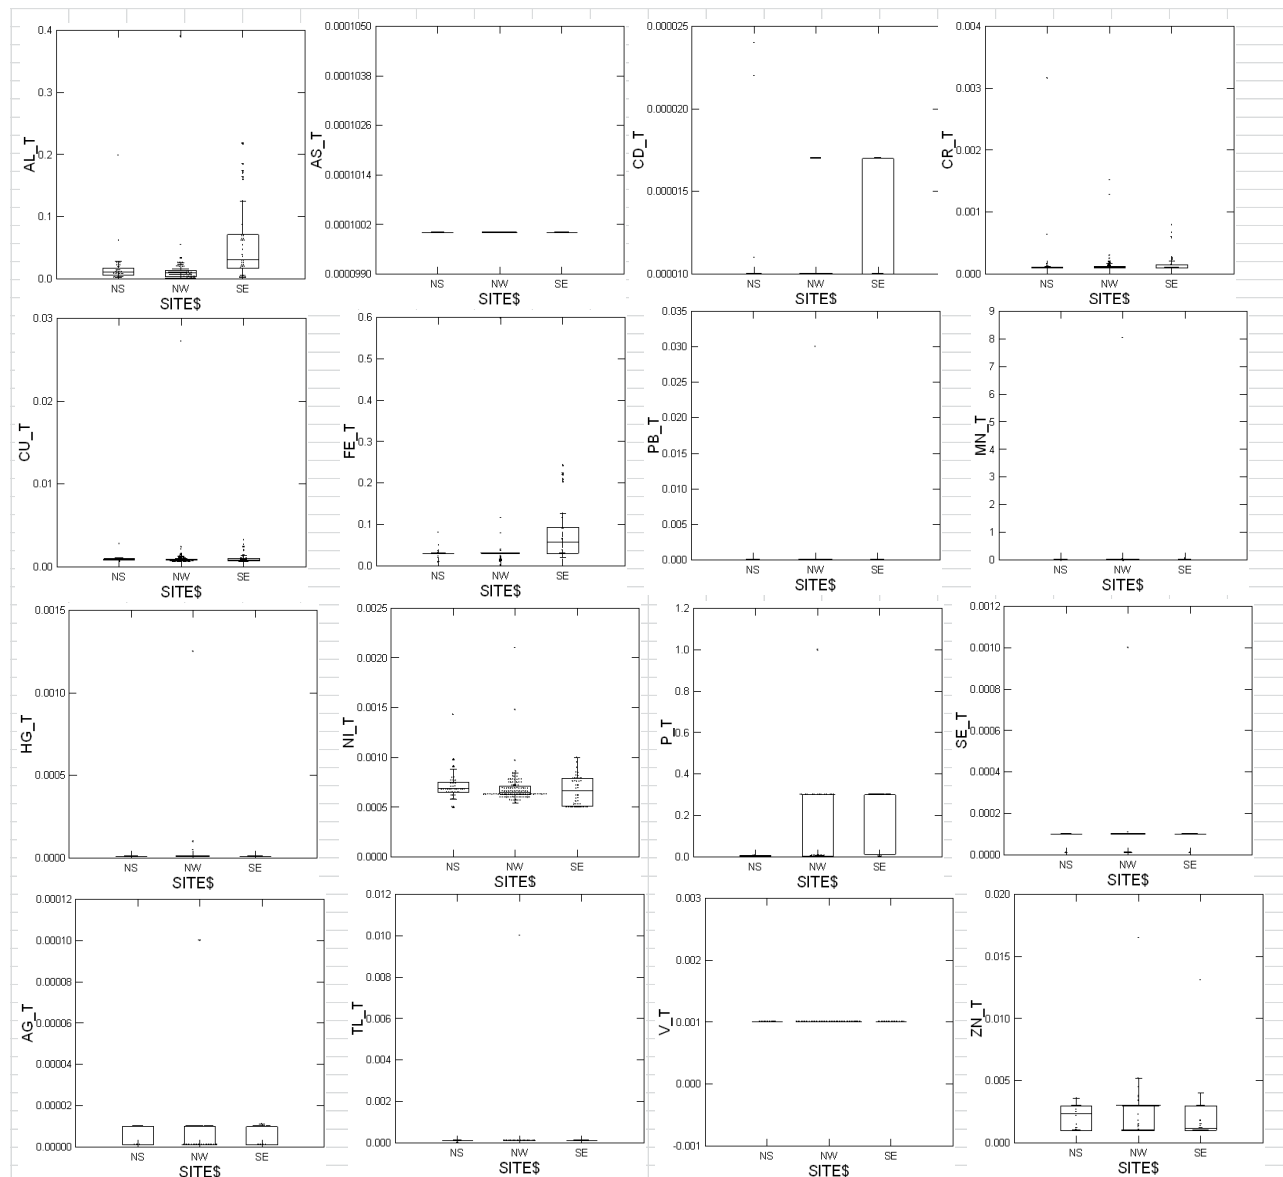 AL_T
0.4
0.3
0.2
0.1
0.0
NS NW SE
SITE$
AS_T
0.0001050
0.0001038
0.0001026
0.0001014
0.0001002
0.0000990
NS NW SE
SITE$
CD_T
0.000025
0.000020
0.000015
0.000010
NS NW SE
SITE$
CR_T
0.004
0.003
0.002
0.001
0.000
NS NW SE
SITE$
CU_T
0.03
0.02
0.01
0.00
NS NW SE
SITE$
FE_T
0.6
0.5
0.4
0.3
0.2
0.1
0.0
NS NW SE
SITE$
PB_T
0.035
0.030
0.025
0.020
0.015
0.010
0.005
0.000
NS NW SE
SITE$
MN_T
9
8
7
6
5
4
3
2
1
0
NS NW SE
SITE$
HG_T
0.0015
0.0010
0.0005
0.0000
NS NW SE
SITE$
NI_T
0.0025
0.0020
0.0015
0.0010
0.0005
0.0000
NS NW SE
SITE$
P_T
1.2
1.0
0.8
0.6
0.4
0.2
0.0
NS NW SE
SITE$
SE_T
0.0012
0.0010
0.0008
0.0006
0.0004
0.0002
0.0000
NS NW SE
SITE$
AG_T
0.00012
0.00010
0.00008
0.00006
0.00004
0.00002
0.00000
NS NW SE
SITE$
TL_T
0.012
0.010
0.008
0.006
0.004
0.002
0.000
NS NW SE
SITE$
V_T
0.003
0.002
0.001
0.000
-0.001
NS NW SE
SITE$
ZN_T
0.020
0.015
0.010
0.005
0.000
NS NW SE
SITE$